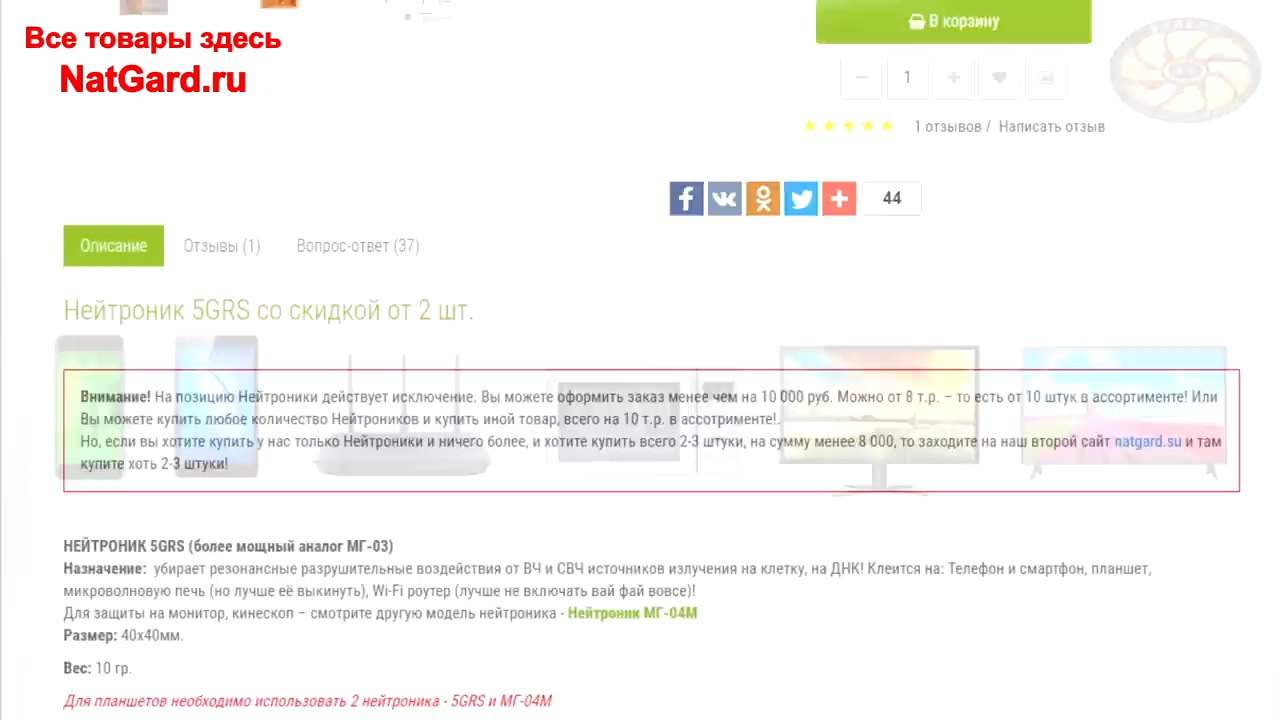 Все товары здесь
NatGard.ru
В корзину
1
1 отзывов / Написать отзыв
44
Описание
Отзывы (1)
Вопрос-ответ (37)
Нейтроник 5GRS со скидкой от 2 шт.
Внимание! На позицию Нейтроники действует исключение. Вы можете оформить заказ менее чем на 10 000 руб. Можно от 8 т.р. – то есть от 10 штук в ассортименте! Или
Вы можете купить любое количество Нейтроников и купить иной товар, всего на 10 т.р. в ассотрименте!.
Но, если вы хотите купить у нас только Нейтроники и ничего более, и хотите купить всего 2-3 штуки, на сумму менее 8 000, то заходите на наш второй сайт natgard.su и там
купите хоть 2-3 штуки!
НЕЙТРОНИК 5GRS (более мощный аналог МГ-03)
Назначение: убирает резонансные разрушительные воздействия от ВЧ и СВЧ источников излучения на клетку, на ДНК! Клеится на: Телефон и смартфон, планшет,
микроволновую печь (но лучше её выкинуть), Wi-Fi роутер (лучше не включать вай фай вовсе)!
Для защиты на монитор, кинескоп – смотрите другую модель нейтроника - Нейтроник МГ-04М
Размер: 40х40мм.
Вес: 10 гр.
Для планшетов необходимо использовать 2 нейтроника - 5GRS и МГ-04М